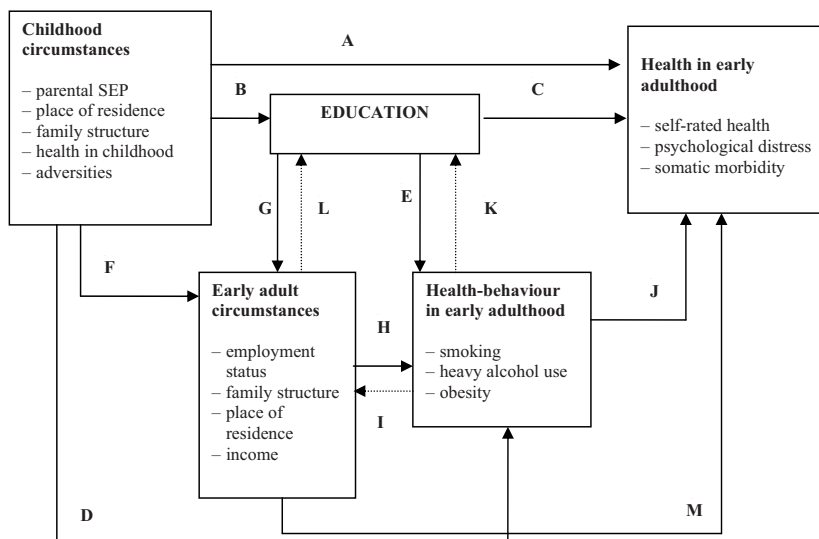 Childhood
circumstances
– parental SEP
– place of residence
– family structure
– health in childhood
– adversities
A
B
EDUCATION
C
Health in early
adulthood
– self-rated health
– psychological distress
– somatic morbidity
G
L
E
K
F
Early adult
circumstances
– employment
status
– family structure
– place of
residence
– income
H
I
Health-behaviour
in early adulthood
– smoking
– heavy alcohol use
– obesity
J
D
M